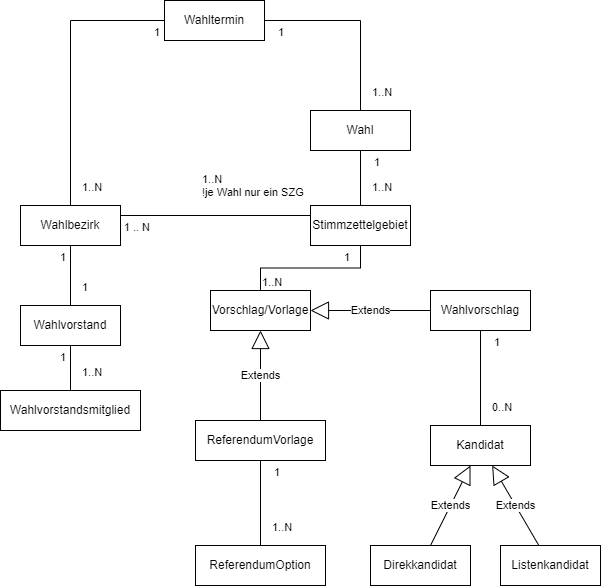 Wahltermin
1
1
1..N
Wahl
1
1..N
1..N
!je Wahl nur ein SZG
1..N
Wahlbezirk
1 .. N
Stimmzettelgebiet
1
1
1
1..N
Vorschlag/Vorlage
Extends
Wahlvorschlag
Wahlvorstand
1
1
1..N
Extends
Wahlvorstandsmitglied
0..N
ReferendumVorlage
Kandidat
1
Extends
Extends
1..N
ReferendumOption
Direkkandidat
Listenkandidat